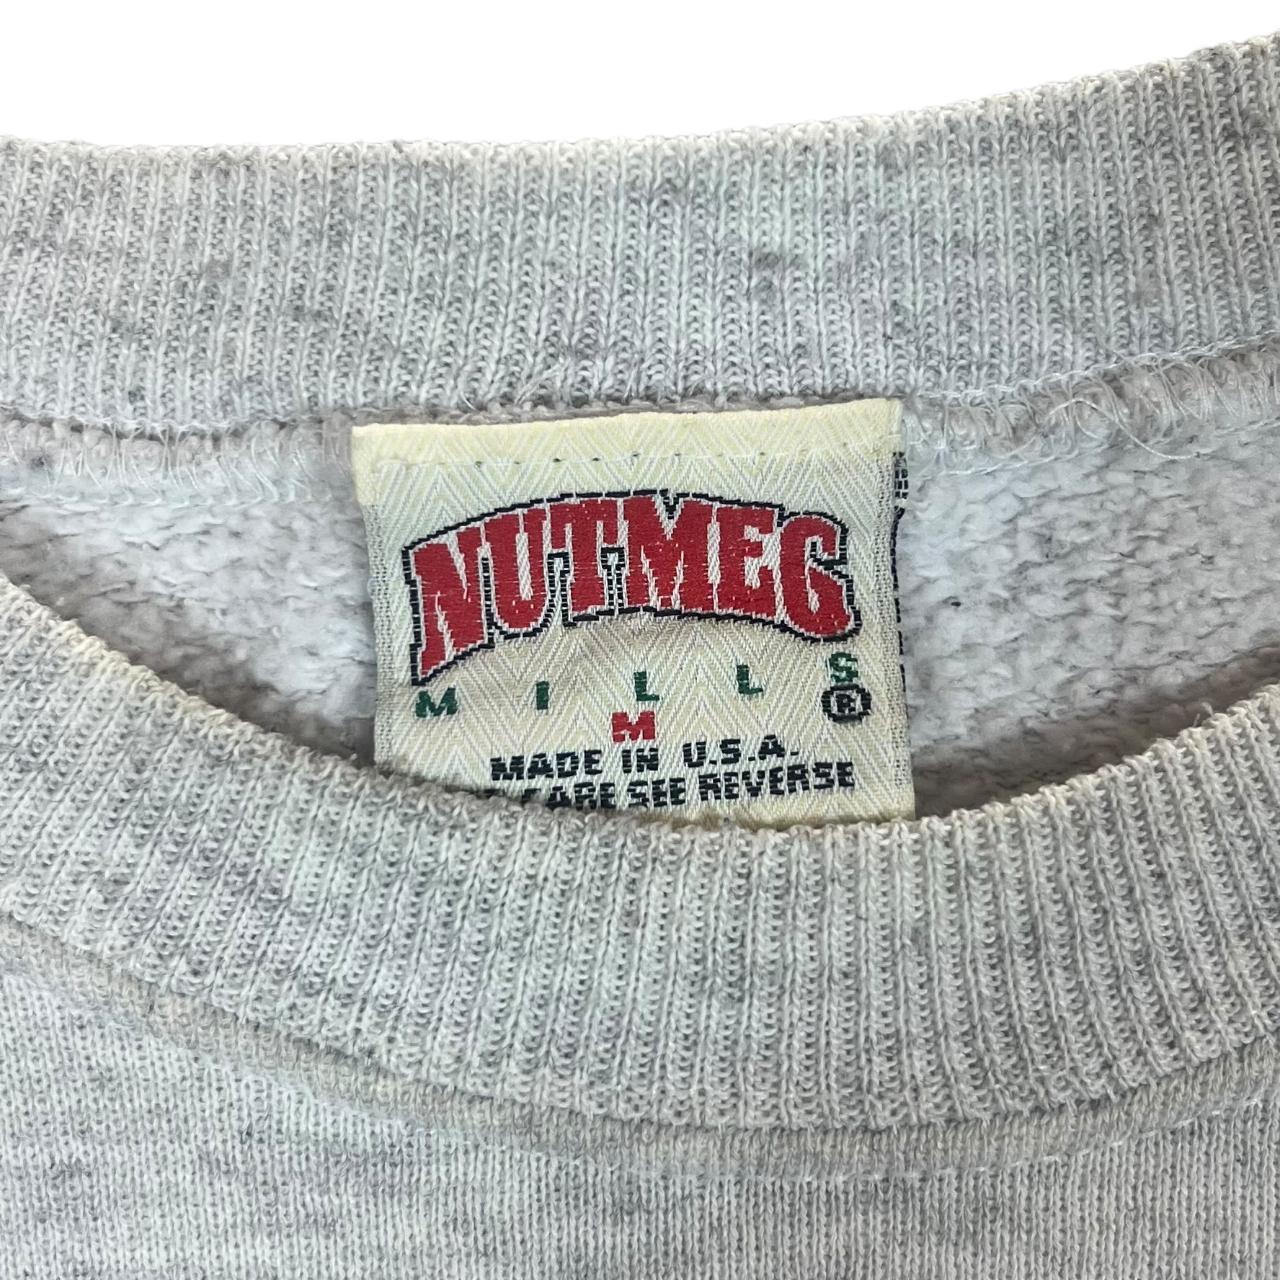 NUTMEG
MILLS
®
M
MADE IN U.S.A.
CARE SEE REVERSE